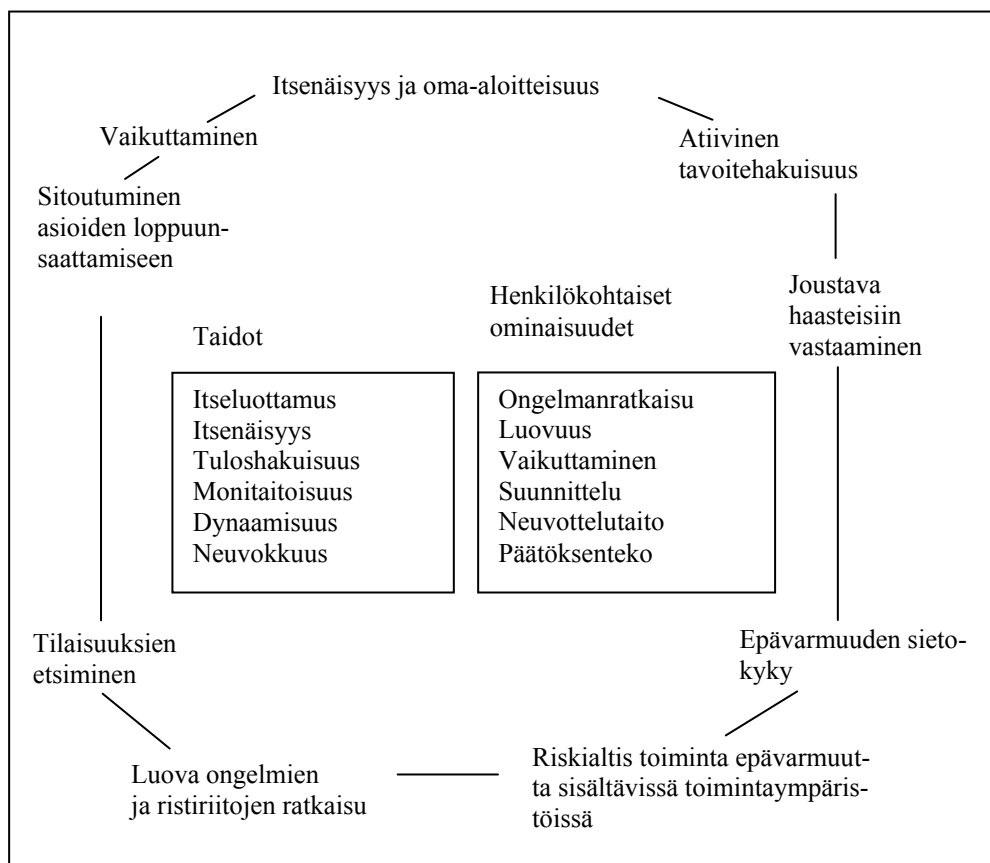 Itsenäisyys ja oma-aloitteisuus
Vaikuttaminen
Atiivinen
tavoitehakuisuus
Sitoutuminen
asioiden loppuun-
saattamiseen
Joustava
haasteisiin
vastaaminen
Taidot
Henkilökohtaiset
ominaisuudet
Itseluottamus
Itsenäisyys
Tuloshakuisuus
Monitaitoisuus
Dynaamisuus
Neuvokkuus
Ongelmanratkaisu
Luovuus
Vaikuttaminen
Suunnittelu
Neuvottelutaito
Päätöksenteko
Tilaisuuksien
etsiminen
Epävarmuuden sieto-
kyky
Luova ongelmien
ja ristiriitojen ratkaisu
Riskialtis toiminta epävarmuut-
ta sisältävissä toimintaympäris-
töissä